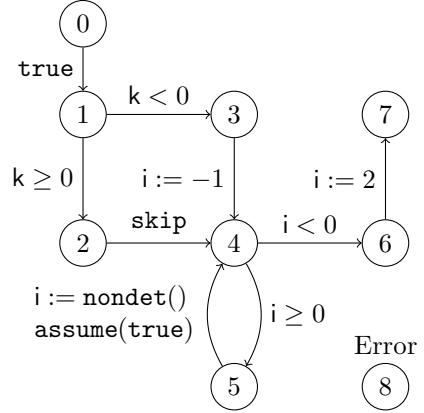 0
true
1
k < 0
3
7
k ≥ 0
i := −1
i := 2
2
skip
4
i < 0
6
i := nondet()
assume(true)
i ≥ 0
Error
5
8